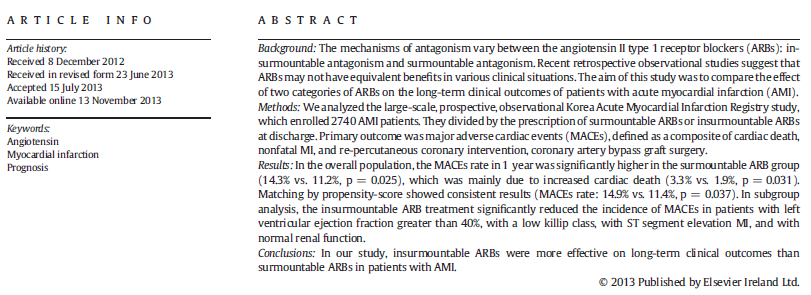 ARTICLE INFO
Article history:
Received 8 December 2012
Received in revised form 23 June 2013
Accepted 15 July 2013
Available online 13 November 2013
Keywords:
Angiotensin
Myocardial infarction
Prognosis
ABSTRACT
Background: The mechanisms of antagonism vary between the angiotensin II type 1 receptor blockers (ARBs): in-
surmountable antagonism and surmountable antagonism. Recent retrospective observational studies suggest that
ARBs may not have equivalent benefits in various clinical situations. The aim of this study was to compare the effect
of two categories of ARBs on the long-term clinical outcomes of patients with acute myocardial infarction (AMI).
Methods: We analyzed the large-scale, prospective, observational Korea Acute Myocardial Infarction Registry study,
which enrolled 2740 AMI patients. They divided by the prescription of surmountable ARBs or insurmountable ARBs
at discharge. Primary outcome was major adverse cardiac events (MACEs), defined as a composite of cardiac death,
nonfatal MI, and re-percutaneous coronary intervention, coronary artery bypass graft surgery.
Results: In the overall population, the MACEs rate in 1 year was significantly higher in the surmountable ARB group
(14.3% vs. 11.2%, p = 0.025), which was mainly due to increased cardiac death (3.3% vs. 1.9%, p = 0.031).
Matching by propensity-score showed consistent results (MACEs rate: 14.9% vs. 11.4%, p = 0.037). In subgroup
analysis, the insurmountable ARB treatment significantly reduced the incidence of MACEs in patients with left
ventricular ejection fraction greater than 40%, with a low killip class, with ST segment elevation MI, and with
normal renal function.
Conclusions: In our study, insurmountable ARBs were more effective on long-term clinical outcomes than
surmountable ARBs in patients with AMI.
© 2013 Published by Elsevier Ireland Ltd.